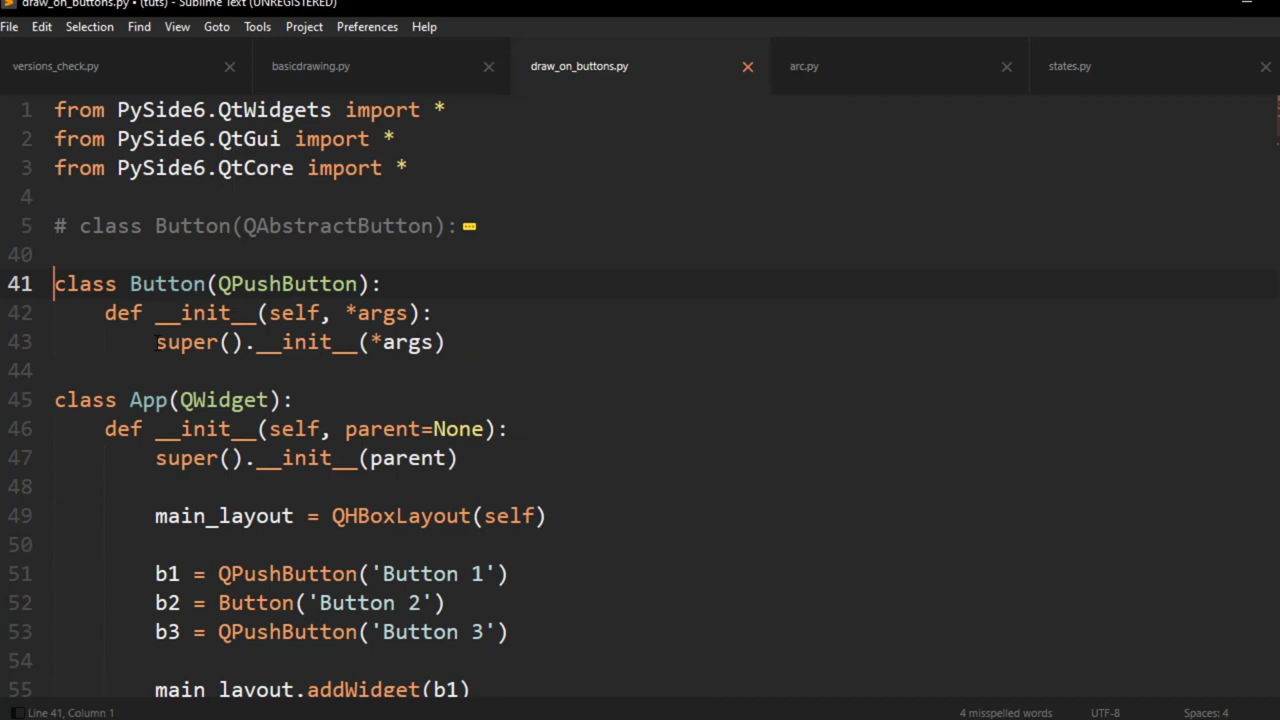 draw_on_buttons.py • (tuts) - Sublime Text (UNREGISTERED)
File Edit Selection Find View Goto Tools Project Preferences Help
versions_check.py basicdrawing.py draw_on_buttons.py arc.py states.py
1 from PySide6.QtWidgets import *
2 from PySide6.QtGui import *
3 from PySide6.QtCore import *
4
5 # class Button(QAbstractButton):
40
41 class Button(QPushButton):
42 def __init__(self, *args):
43 super().__init__(*args)
44
45 class App(QWidget):
46 def __init__(self, parent=None):
47 super().__init__(parent)
48
49 main_layout = QHBoxLayout(self)
50
51 b1 = QPushButton('Button 1')
52 b2 = Button('Button 2')
53 b3 = QPushButton('Button 3')
54
55 main_layout.addWidget(b1)
Line 41, Column 1 4 misspelled words UTF-8 Spaces: 4